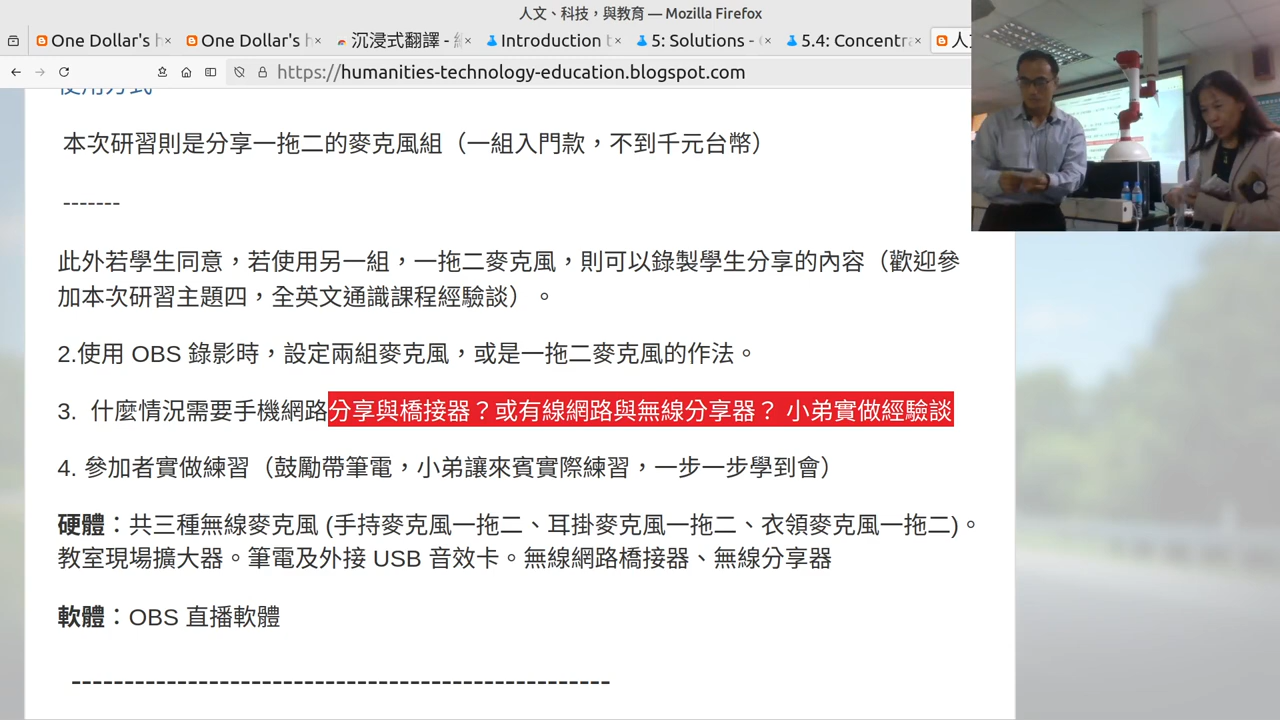 人文、科技，與教育 — Mozilla Firefox
One Dollar's h
One Dollar's h
沉浸式翻譯 -
Introduction t
5: Solutions -
5.4: Concentra
https://humanities-technology-education.blogspot.com
使用方式
本次研習則是分享一拖二的麥克風組（一組入門款，不到千元台幣）
-------
此外若學生同意，若使用另一組，一拖二麥克風，則可以錄製學生分享的內容（歡迎參
加本次研習主題四，全英文通識課程經驗談）。
2.使用 OBS 錄影時，設定兩組麥克風，或是一拖二麥克風的作法。
3. 什麼情況需要手機網路分享與橋接器？或有線網路與無線分享器？ 小弟實做經驗談
4. 參加者實做練習（鼓勵帶筆電，小弟讓來賓實際練習，一步一步學到會）
硬體：共三種無線麥克風 (手持麥克風一拖二、耳掛麥克風一拖二、衣領麥克風一拖二)。
教室現場擴大器。筆電及外接 USB 音效卡。無線網路橋接器、無線分享器
軟體：OBS 直播軟體
---------------------------------------------------